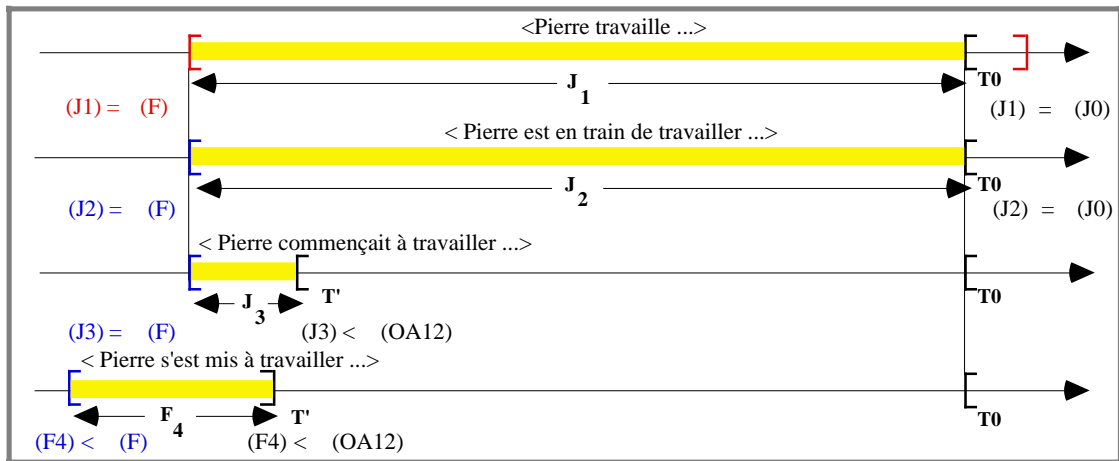 <Pierre travaille ...>
T0
J1
(J1) = (F)
(J1) = (J0)
< Pierre est en train de travailler ...>
T0
J2
(J2) = (F)
(J2) = (J0)
< Pierre commençait à travailler ...>
J3
T'
T0
(J3) = (F)
(J3) < (OA12)
< Pierre s'est mis à travailler ...>
F4
T'
T0
(F4) < (F)
(F4) < (OA12)